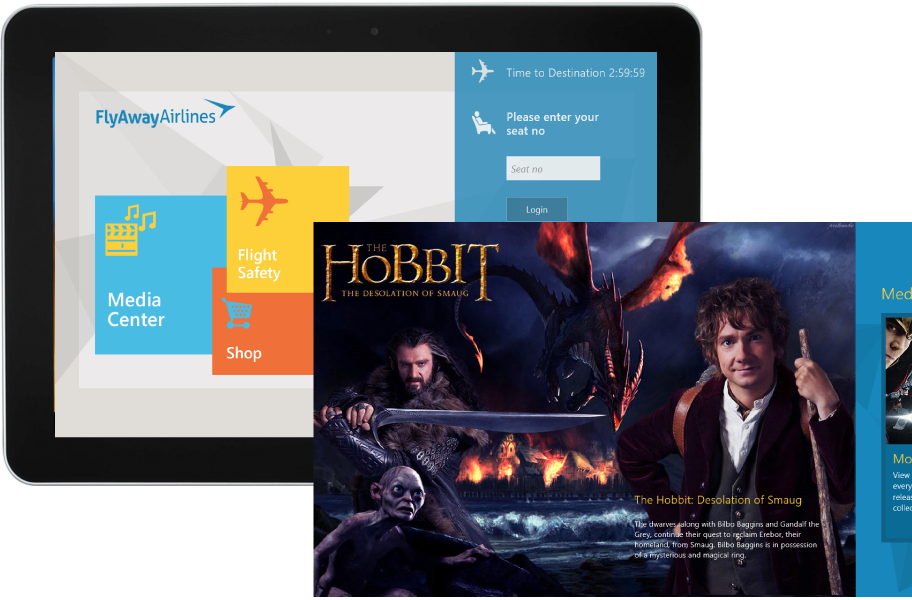 FlyAwayAirlines
Time to Destination 2:59:59
Please enter your
seat no
Seat no
Login
Flight
Safety
Media
Center
Shop
THE
HOBBIT
THE DESOLATION OF SMAUG
The Hobbit: Desolation of Smaug
The dwarves, along with Bilbo Baggins and Gandalf the
Grey, continue their quest to reclaim Erebor, their
homeland, from Smaug. Bilbo Baggins is in possession
of a mysterious and magical ring.
Med
Mo
View
every
releas
collec